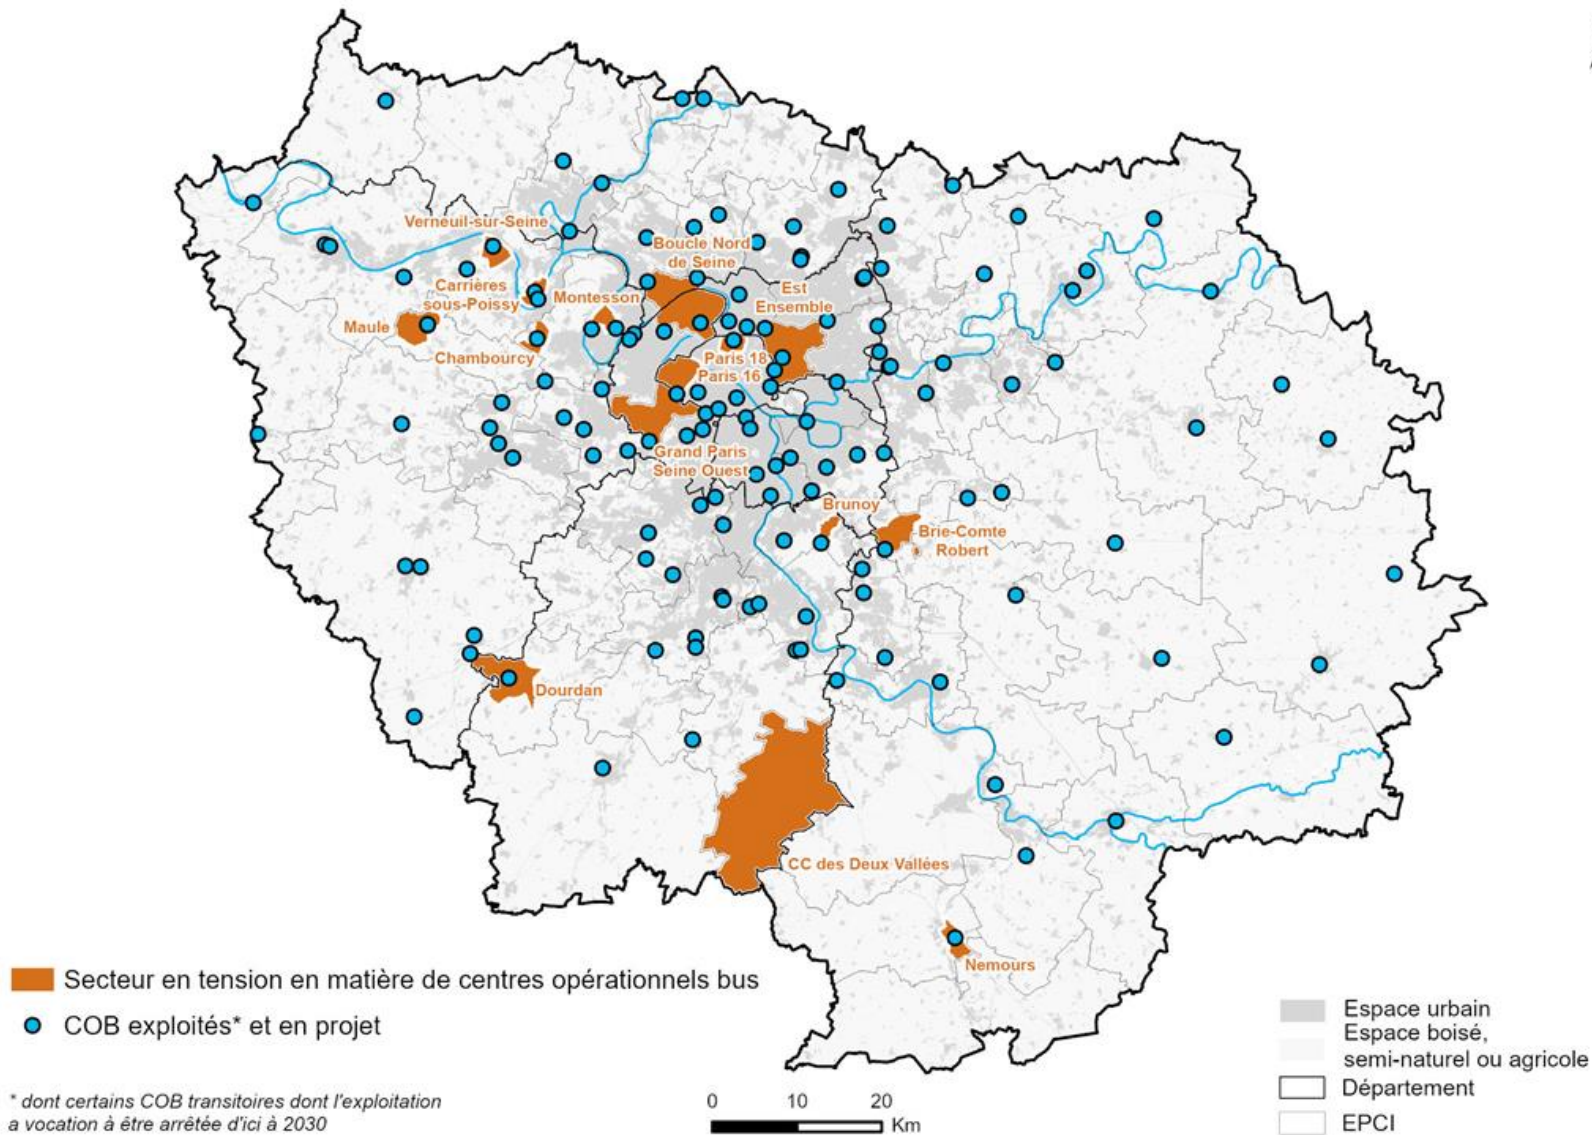 Verneuil-sur-Seine
Boucle Nord
de Seine
Carrières
sous-Poissy
Montesson
Est
Ensemble
Maule
Chambourcy
Paris 18
Paris 16
Grand Paris
Seine Ouest
Brunoy
Brie-Comte
Robert
Dourdan
CC des Deux Vallées
Nemours
Secteur en tension en matière de centres opérationnels bus
COB exploités* et en projet
* dont certains COB transitoires dont l'exploitation
a vocation à être arrêtée d'ici à 2030
0 10 20
Km
Espace urbain
Espace boisé,
semi-naturel ou agricole
Département
EPCI